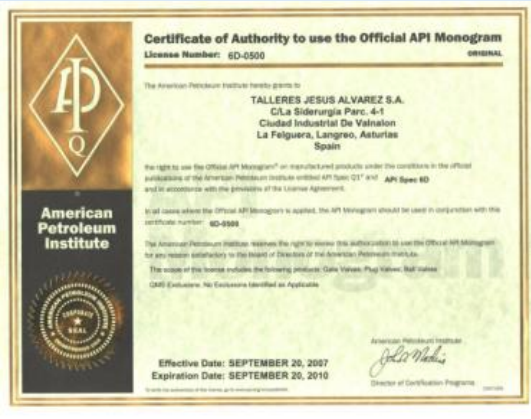 API
Q
American
Petroleum
Institute
AMERICAN PETROLEUM INSTITUTE
CORPORATE
SEAL
Certificate of Authority to use the Official API Monogram
License Number: 6D-0500
ORIGINAL
The American Petroleum Institute hereby grants to
TALLERES JESUS ALVAREZ S.A.
C/La Siderurgia Parc. 4-1
Ciudad Industrial De Valnalon
La Felguera, Langreo, Asturias
Spain
the right to use the Official API Monogram® on manufactured products under the conditions in the official
publications of the American Petroleum Institute entitled API Spec Q1® and API Spec 6D
and in accordance with the provisions of the License Agreement.
In all cases where the Official API Monogram is applied, the API Monogram should be used in conjunction with this
certificate number: 6D-0500
The American Petroleum Institute reserves the right to revoke this authorization to use the Official API Monogram
for any reason satisfactory to the Board of Directors of the American Petroleum Institute.
The scope of this license includes the following products: Gate Valves; Plug Valves; Ball Valves
QMS Exclusions: No Exclusions Identified as Applicable
American Petroleum Institute
Effective Date: SEPTEMBER 20, 2007
Expiration Date: SEPTEMBER 20, 2010
Director of Certification Programs